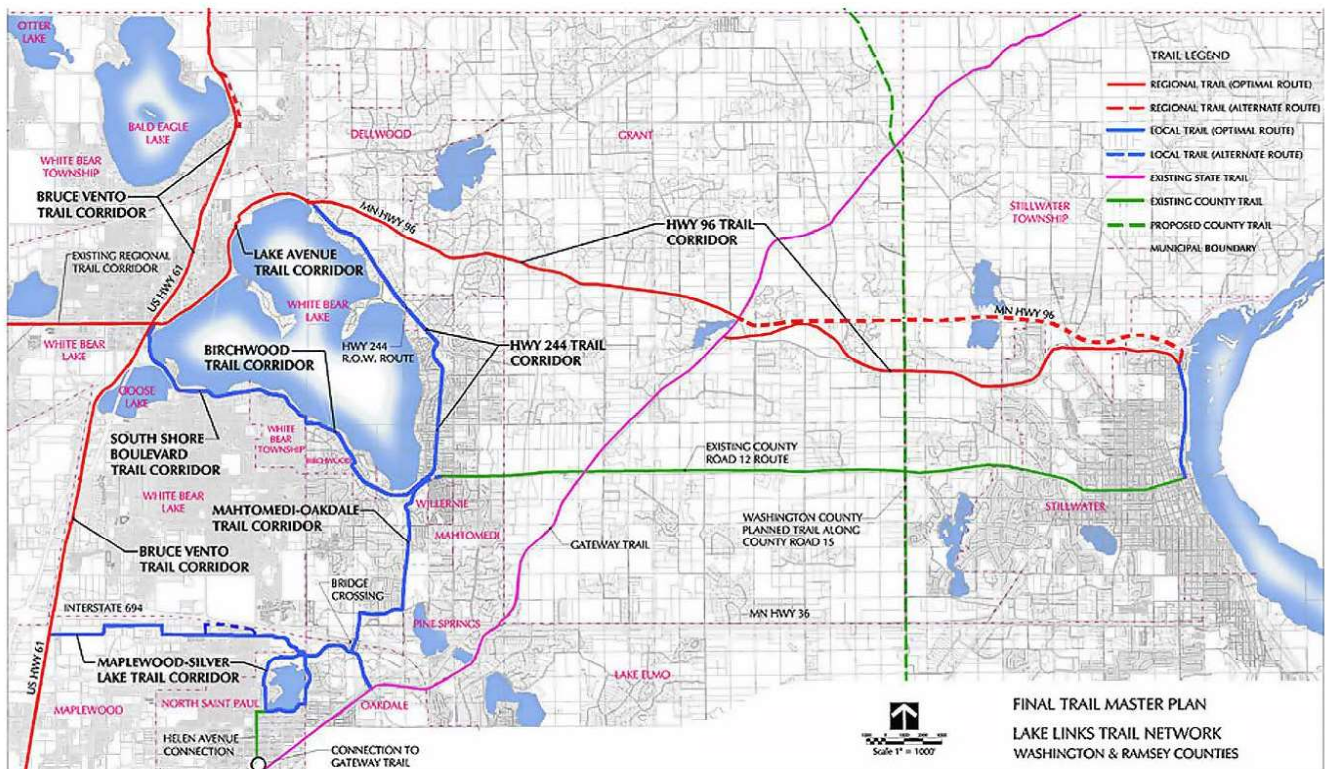 OTTER
LAKE
BALD EAGLE
LAKE
WHITE BEAR
TOWNSHIP
BRUCE VENTO
TRAIL CORRIDOR
EXISTING REGIONAL
TRAIL CORRIDOR
US HWY 61
WHITE BEAR
LAKE
DELLWOOD
GRANT
MN HWY 96
LAKE AVENUE
TRAIL CORRIDOR
HWY 96 TRAIL
CORRIDOR
WHITE BEAR
LAKE
HWY 244
R.O.W. ROUTE
BIRCHWOOD
TRAIL CORRIDOR
HWY 244 TRAIL
CORRIDOR
GOOSE
LAKE
SOUTH SHORE
BOULEVARD
TRAIL CORRIDOR
WHITE
BEAR
TOWNSHIP
BIRCHWOOD
WHITE BEAR
LAKE
MAHTOMEDI-OAKDALE
TRAIL CORRIDOR
WILLERNIE
MAHTOMEDI
EXISTING COUNTY
ROAD 12 ROUTE
WASHINGTON COUNTY
PLANNED TRAIL ALONG
COUNTY ROAD 15
GATEWAY TRAIL
BRUCE VENTO
TRAIL CORRIDOR
BRIDGE
CROSSING
INTERSTATE 694
PINE SPRINGS
MN HWY 36
MAPLEWOOD-SILVER
LAKE TRAIL CORRIDOR
US HWY 61
MAPLEWOOD
NORTH SAINT PAUL
OAKDALE
LAKE ELMO
HELEN AVENUE
CONNECTION
CONNECTION TO
GATEWAY TRAIL
TRAIL LEGEND
REGIONAL TRAIL (OPTIMAL ROUTE)
REGIONAL TRAIL (ALTERNATE ROUTE)
LOCAL TRAIL (OPTIMAL ROUTE)
LOCAL TRAIL (ALTERNATE ROUTE)
EXISTING STATE TRAIL
EXISTING COUNTY TRAIL
PROPOSED COUNTY TRAIL
MUNICIPAL BOUNDARY
STILLWATER
TOWNSHIP
MN HWY 96
STILLWATER
Scale 1" = 1000'
FINAL TRAIL MASTER PLAN
LAKE LINKS TRAIL NETWORK
WASHINGTON & RAMSEY COUNTIES